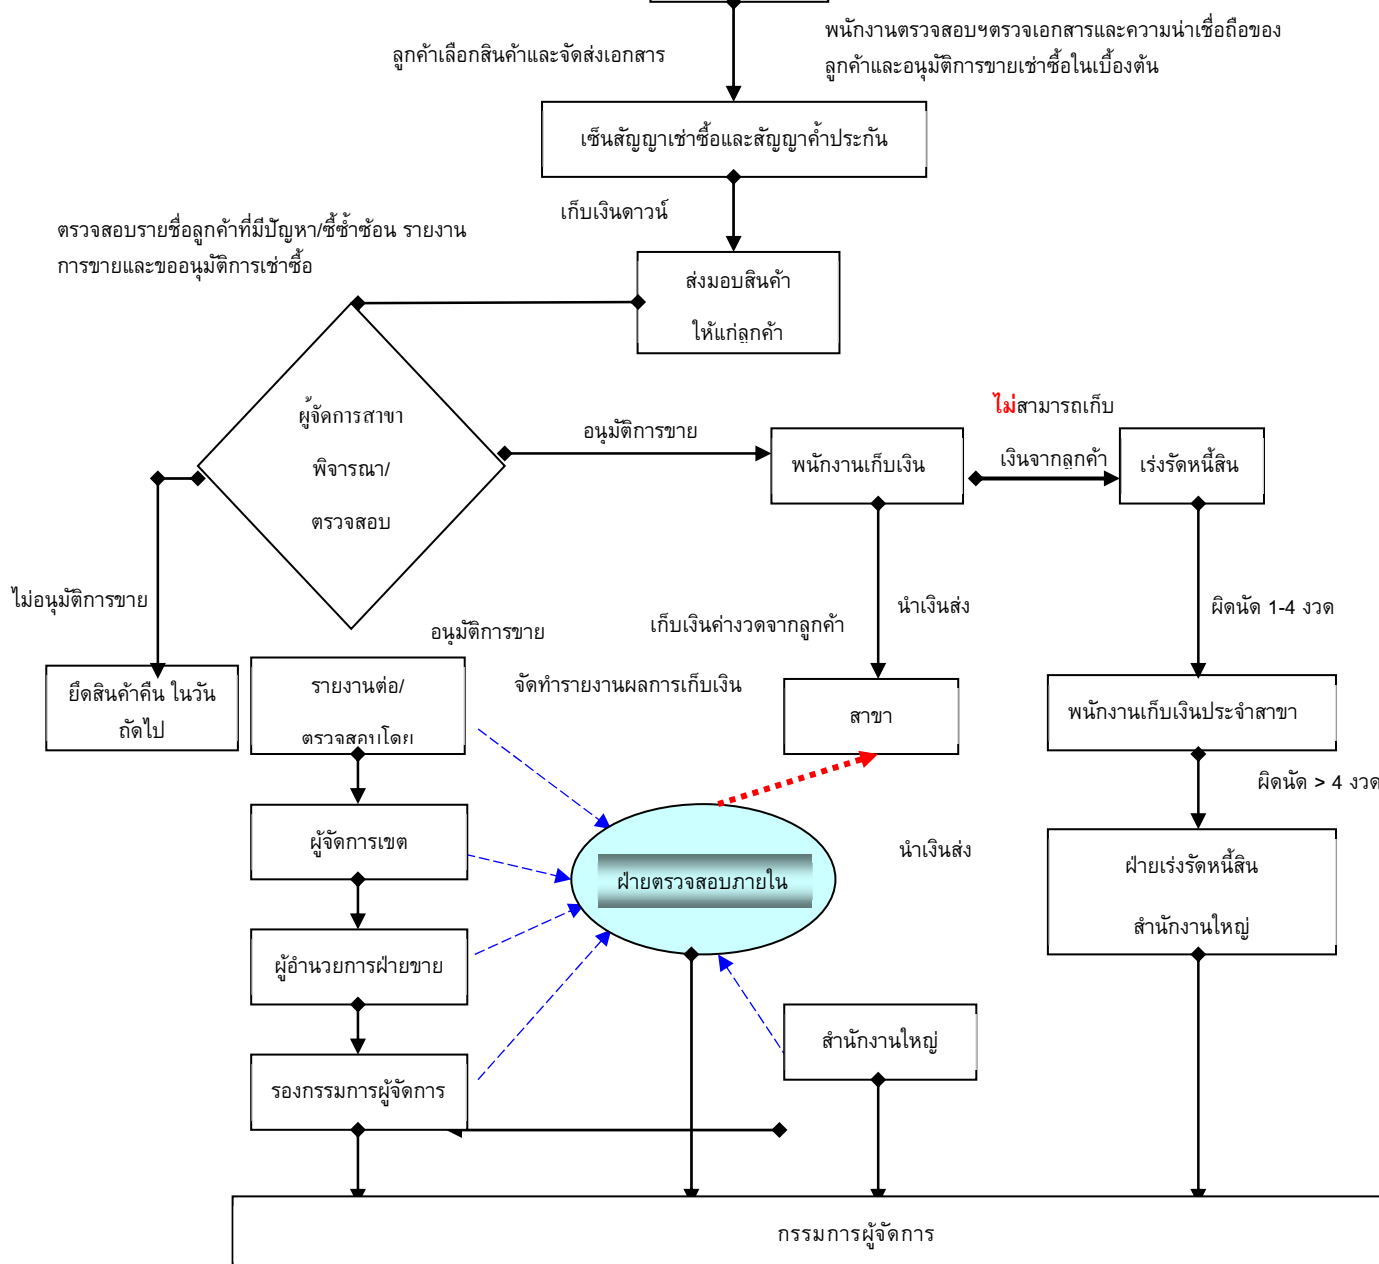 พนักงานตรวจสอบฯตรวจเอกสารและความน่าเชื่อถือของ
ลูกค้าและอนุมัติการขายเช่าซื้อในเบื้องต้น
ลูกค้าเลือกสินค้าและจัดส่งเอกสาร
เซ็นสัญญาเช่าซื้อและสัญญาค้ำประกัน
เก็บเงินดาวน์
ตรวจสอบรายชื่อลูกค้าที่มีปัญหา/ชี้ซ้ำซ้อน รายงาน
การขายและขออนุมัติการเช่าซื้อ
ส่งมอบสินค้า
ให้แก่ลูกค้า
ผู้จัดการสาขา
พิจารณา/
ตรวจสอบ
อนุมัติการขาย
พนักงานเก็บเงิน
ไม่สามารถเก็บ
เงินจากลูกค้า
เร่งรัดหนี้สิน
ไม่อนุมัติการขาย
นำเงินส่ง
ผิดนัด 1-4 งวด
อนุมัติการขาย
เก็บเงินค่างวดจากลูกค้า
ยึดสินค้าคืน ในวัน
ถัดไป
รายงานต่อ/
ตรวจสอบโดย
จัดทำรายงานผลการเก็บเงิน
สาขา
พนักงานเก็บเงินประจำสาขา
ผิดนัด > 4 งวด
ผู้จัดการเขต
ฝ่ายตรวจสอบภายใน
นำเงินส่ง
ฝ่ายเร่งรัดหนี้สิน
สำนักงานใหญ่
ผู้อำนวยการฝ่ายขาย
สำนักงานใหญ่
รองกรรมการผู้จัดการ
กรรมการผู้จัดการ